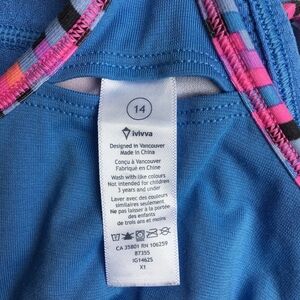 14
ivivva
Designed in Vancouver
Made in China
Conçu à Vancouver
Fabriqué en Chine
Wash with like colours
Not intended for children
3 years and under
Laver avec des couleurs
similaires seulement
Ne pas laisser à la portée
des enfants
de trois ans et moins
CA 35801 RN 106259
87355
IG1462S
X1